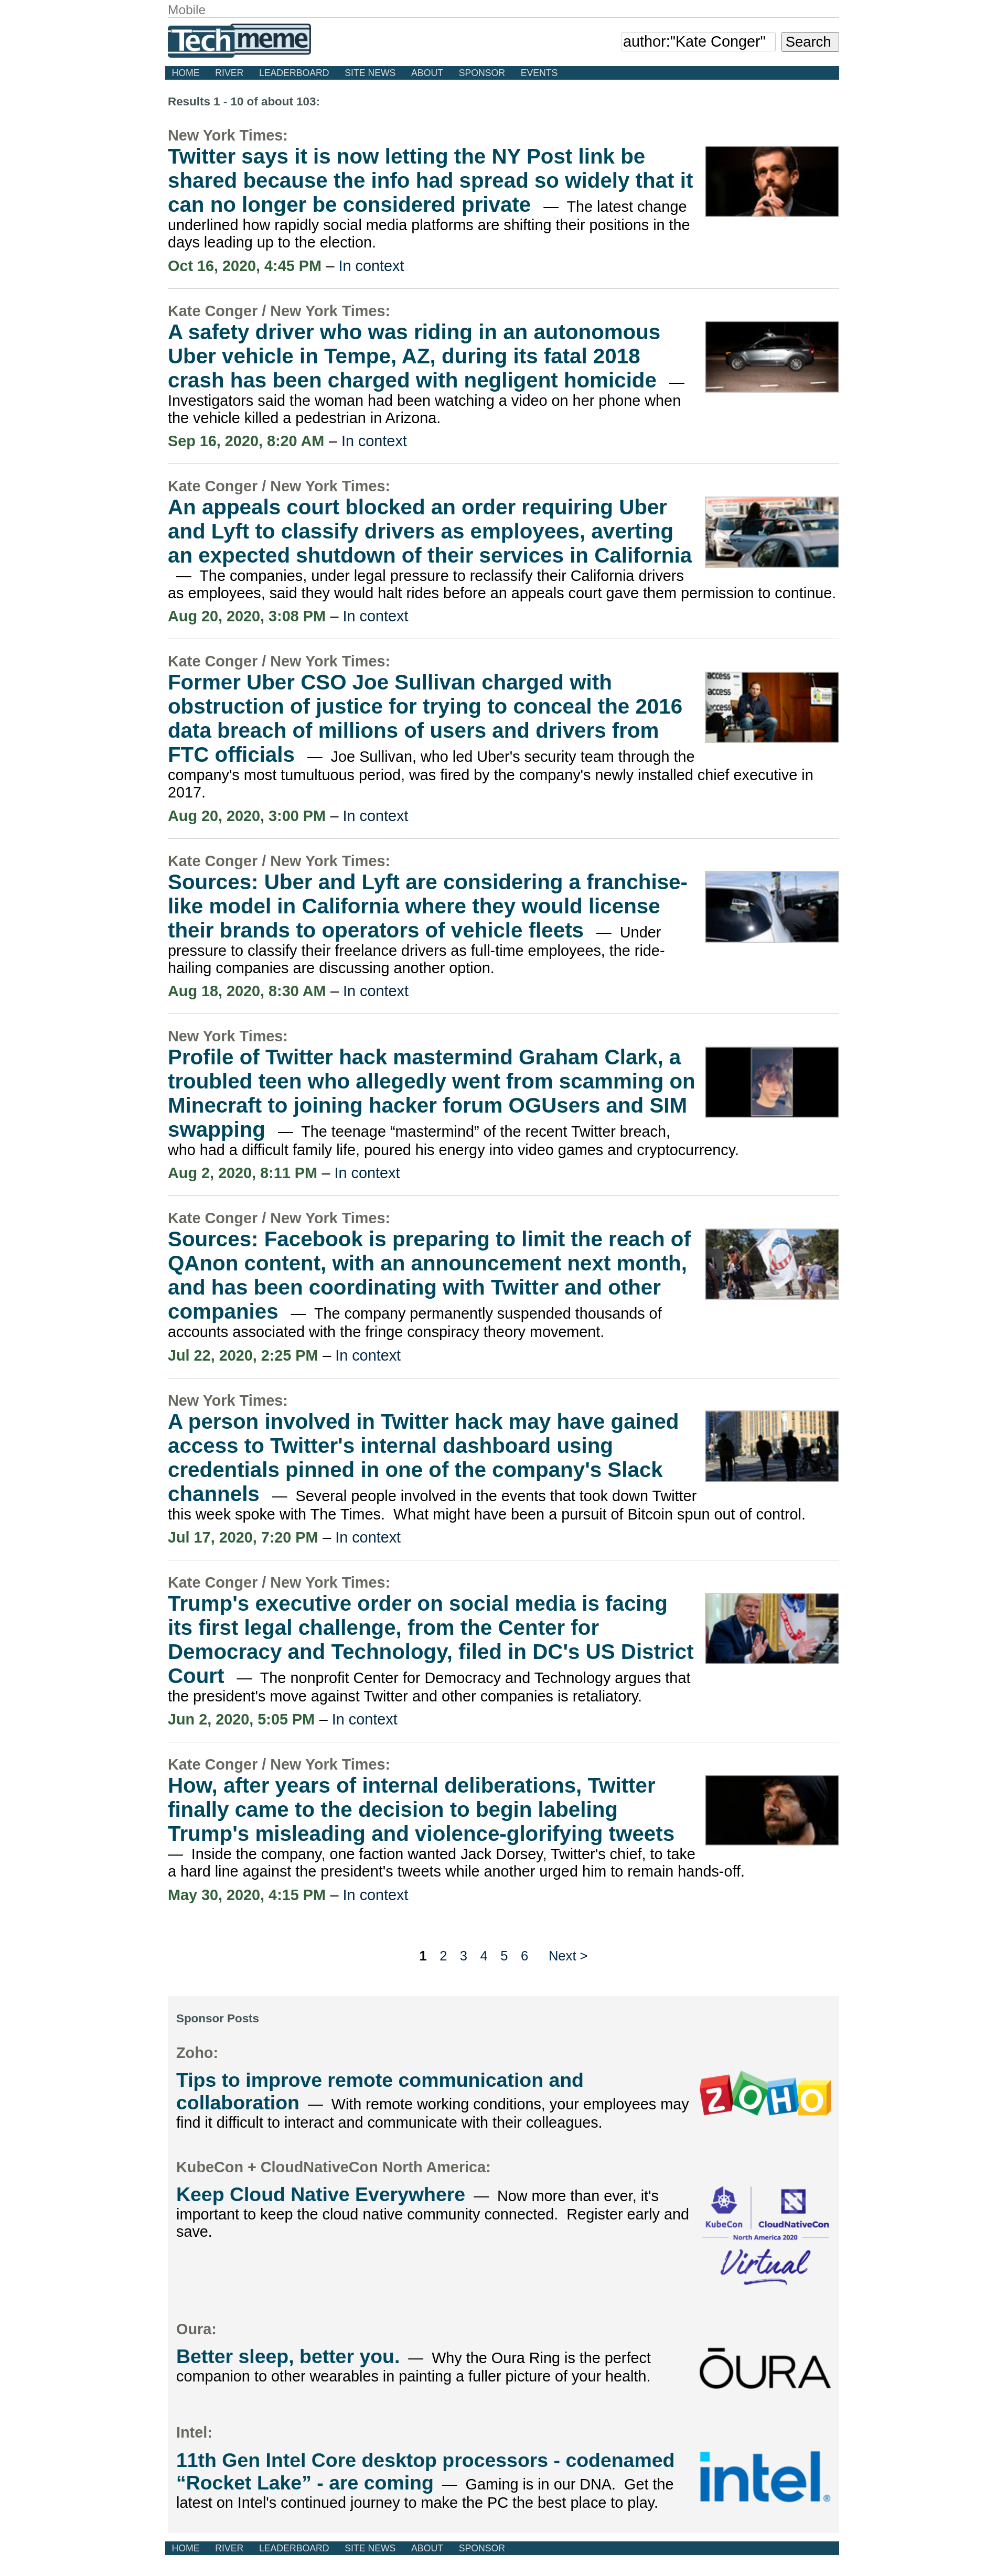 Mobile
Techmeme
author:"Kate Conger"
Search
HOME RIVER LEADERBOARD SITE NEWS ABOUT SPONSOR EVENTS
Results 1 - 10 of about 103:
New York Times:
Twitter says it is now letting the NY Post link be
shared because the info had spread so widely that it
can no longer be considered private — The latest change
underlined how rapidly social media platforms are shifting their positions in the
days leading up to the election.
Oct 16, 2020, 4:45 PM – In context
Kate Conger / New York Times:
A safety driver who was riding in an autonomous
Uber vehicle in Tempe, AZ, during its fatal 2018
crash has been charged with negligent homicide —
Investigators said the woman had been watching a video on her phone when
the vehicle killed a pedestrian in Arizona.
Sep 16, 2020, 8:20 AM – In context
Kate Conger / New York Times:
An appeals court blocked an order requiring Uber
and Lyft to classify drivers as employees, averting
an expected shutdown of their services in California
— The companies, under legal pressure to reclassify their California drivers
as employees, said they would halt rides before an appeals court gave them permission to continue.
Aug 20, 2020, 3:08 PM – In context
Kate Conger / New York Times:
Former Uber CSO Joe Sullivan charged with
obstruction of justice for trying to conceal the 2016
data breach of millions of users and drivers from
FTC officials — Joe Sullivan, who led Uber's security team through the
company's most tumultuous period, was fired by the company's newly installed chief executive in
2017.
Aug 20, 2020, 3:00 PM – In context
Kate Conger / New York Times:
Sources: Uber and Lyft are considering a franchise-
like model in California where they would license
their brands to operators of vehicle fleets — Under
pressure to classify their freelance drivers as full-time employees, the ride-
hailing companies are discussing another option.
Aug 18, 2020, 8:30 AM – In context
New York Times:
Profile of Twitter hack mastermind Graham Clark, a
troubled teen who allegedly went from scamming on
Minecraft to joining hacker forum OGUsers and SIM
swapping — The teenage “mastermind” of the recent Twitter breach,
who had a difficult family life, poured his energy into video games and cryptocurrency.
Aug 2, 2020, 8:11 PM – In context
Kate Conger / New York Times:
Sources: Facebook is preparing to limit the reach of
QAnon content, with an announcement next month,
and has been coordinating with Twitter and other
companies — The company permanently suspended thousands of
accounts associated with the fringe conspiracy theory movement.
Jul 22, 2020, 2:25 PM – In context
New York Times:
A person involved in Twitter hack may have gained
access to Twitter's internal dashboard using
credentials pinned in one of the company's Slack
channels — Several people involved in the events that took down Twitter
this week spoke with The Times. What might have been a pursuit of Bitcoin spun out of control.
Jul 17, 2020, 7:20 PM – In context
Kate Conger / New York Times:
Trump's executive order on social media is facing
its first legal challenge, from the Center for
Democracy and Technology, filed in DC's US District
Court — The nonprofit Center for Democracy and Technology argues that
the president's move against Twitter and other companies is retaliatory.
Jun 2, 2020, 5:05 PM – In context
Kate Conger / New York Times:
How, after years of internal deliberations, Twitter
finally came to the decision to begin labeling
Trump's misleading and violence-glorifying tweets
— Inside the company, one faction wanted Jack Dorsey, Twitter's chief, to take
a hard line against the president's tweets while another urged him to remain hands-off.
May 30, 2020, 4:15 PM – In context
1 2 3 4 5 6 Next >
Sponsor Posts
Zoho:
Tips to improve remote communication and
collaboration — With remote working conditions, your employees may
find it difficult to interact and communicate with their colleagues.
ZOHO
KubeCon + CloudNativeCon North America:
Keep Cloud Native Everywhere — Now more than ever, it's
important to keep the cloud native community connected. Register early and
save.
KubeCon CloudNativeCon
North America 2020
Virtual
Oura:
Better sleep, better you. — Why the Oura Ring is the perfect
companion to other wearables in painting a fuller picture of your health.
ŌURA
Intel:
11th Gen Intel Core desktop processors - codenamed
“Rocket Lake” - are coming — Gaming is in our DNA. Get the
latest on Intel's continued journey to make the PC the best place to play.
intel®
HOME RIVER LEADERBOARD SITE NEWS ABOUT SPONSOR